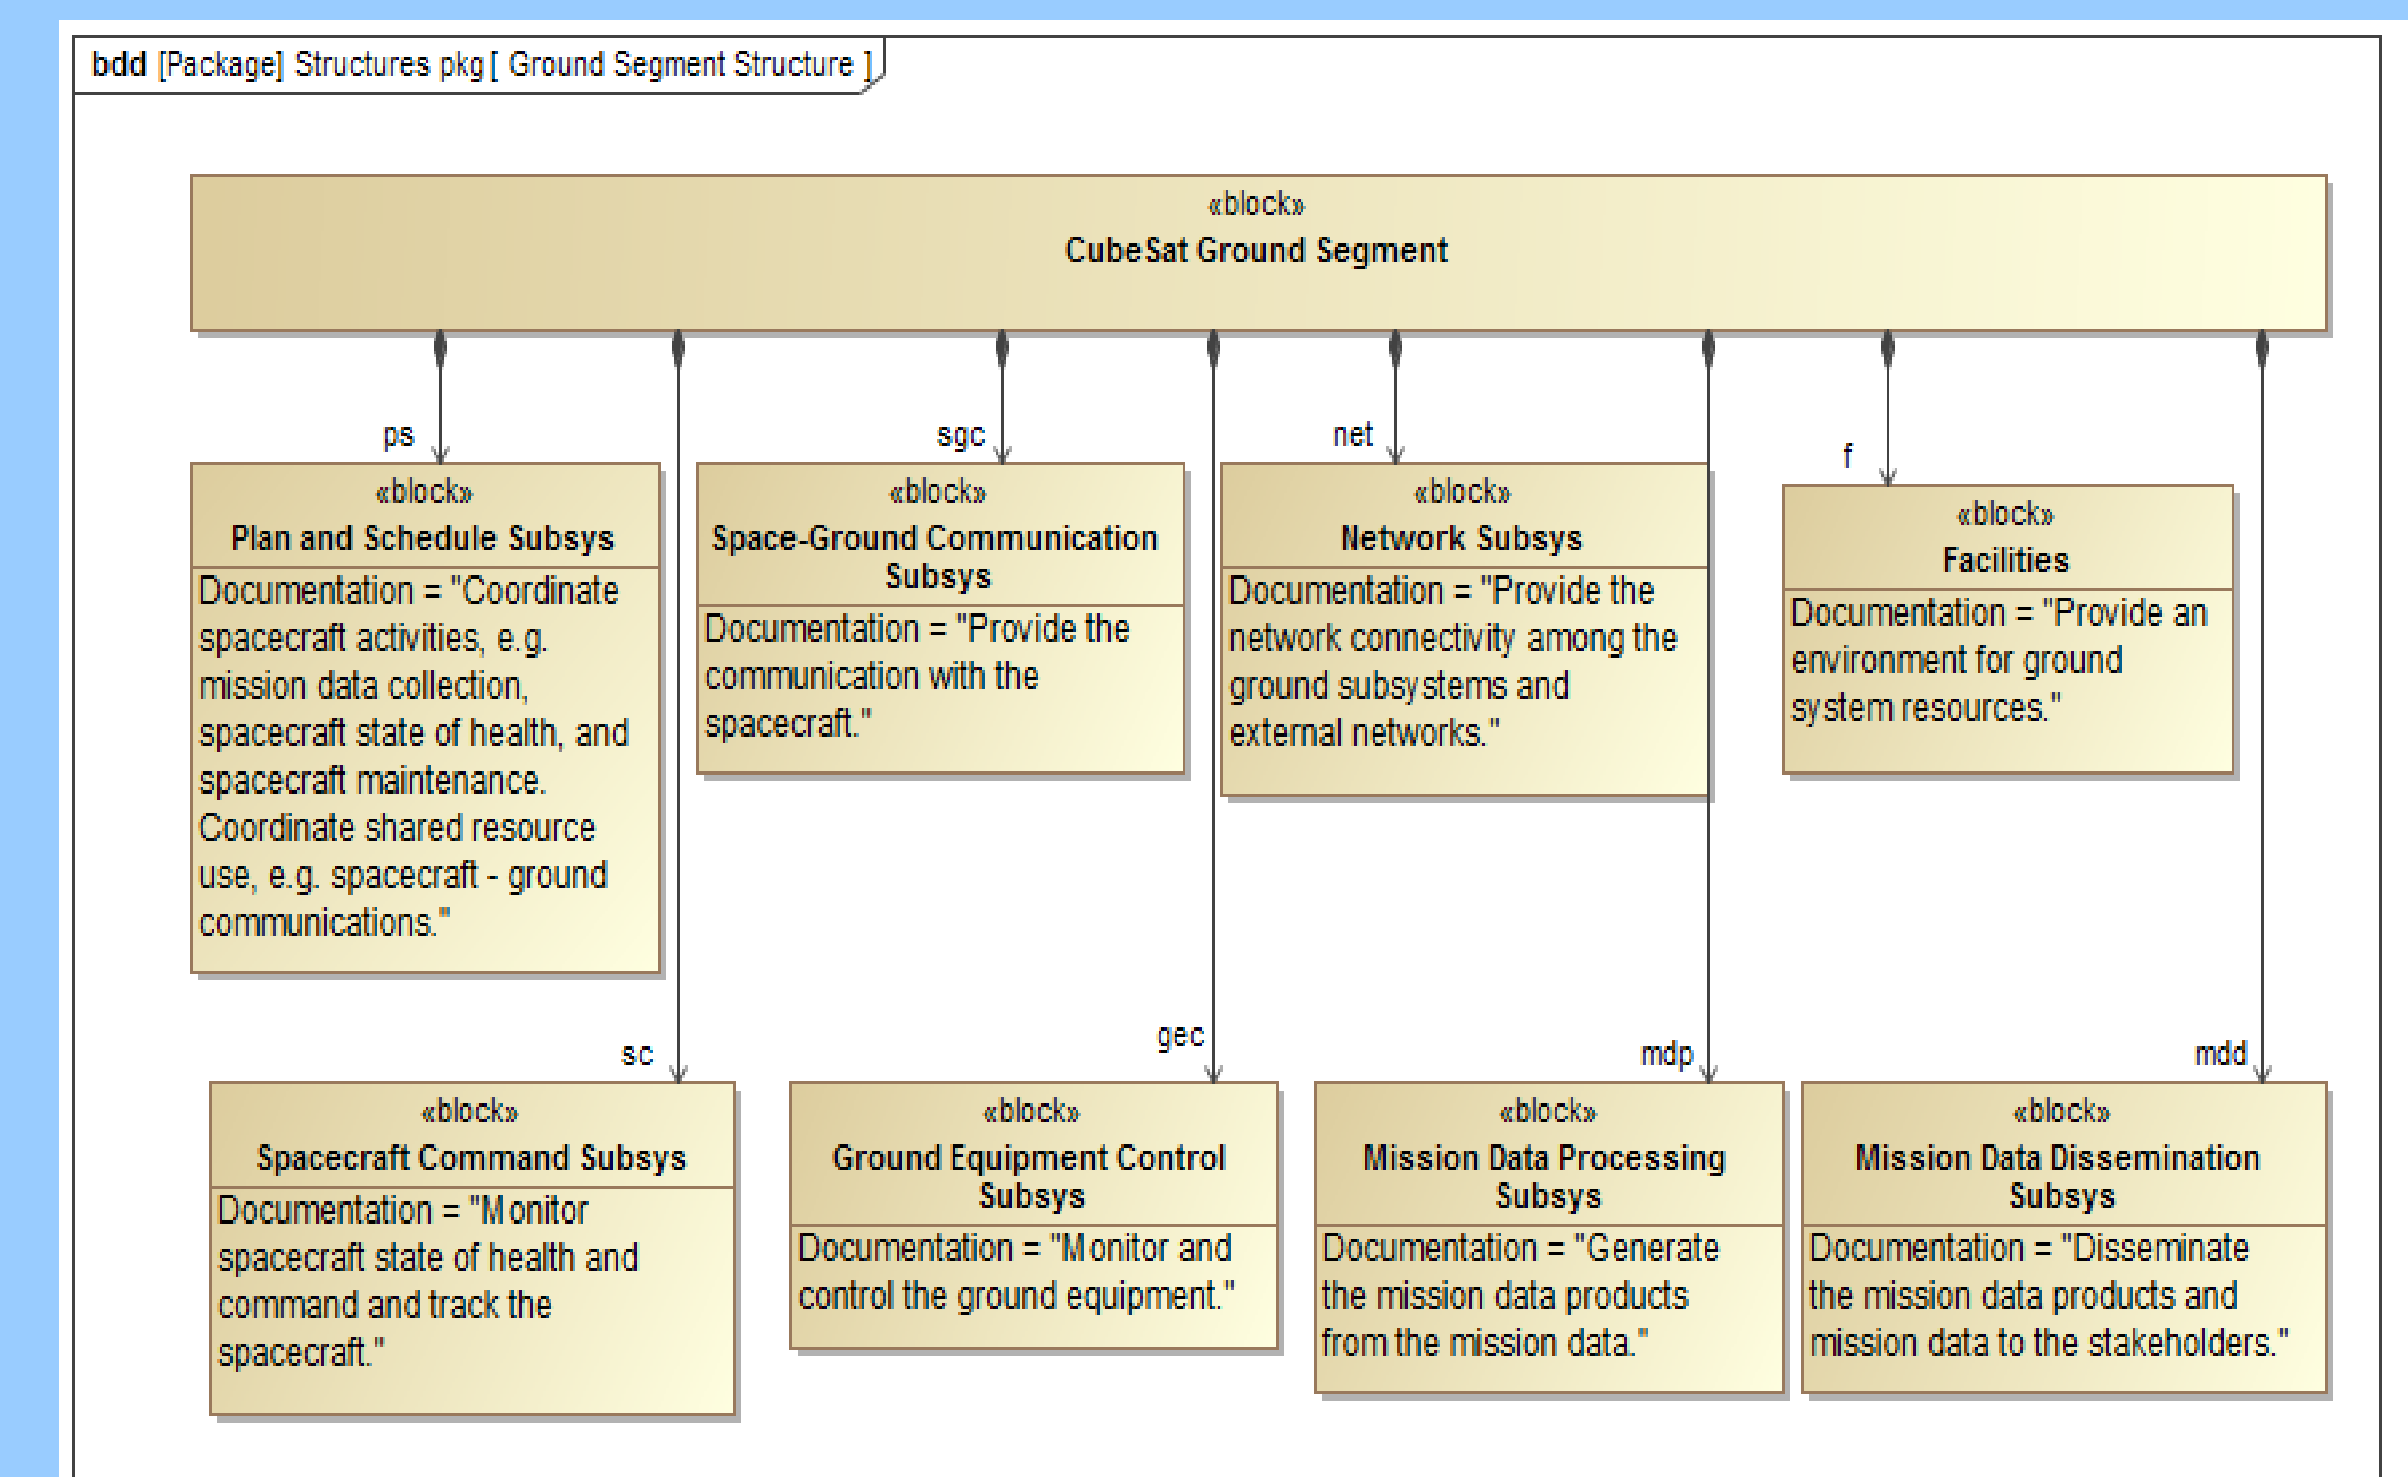 bdd [Package] Structures pkg [ Ground Segment Structure ]
«block»
CubeSat Ground Segment
ps
sgc
net
f
«block»
Plan and Schedule Subsys
Documentation = "Coordinate
spacecraft activities, e.g.
mission data collection,
spacecraft state of health, and
spacecraft maintenance.
Coordinate shared resource
use, e.g. spacecraft - ground
communications."
«block»
Space-Ground Communication
Subsys
Documentation = "Provide the
communication with the
spacecraft."
«block»
Network Subsys
Documentation = "Provide the
network connectivity among the
ground subsystems and
external networks."
«block»
Facilities
Documentation = "Provide an
environment for ground
system resources."
sc
gec
mdp
mdd
«block»
Spacecraft Command Subsys
Documentation = "Monitor
spacecraft state of health and
command and track the
spacecraft."
«block»
Ground Equipment Control
Subsys
Documentation = "Monitor and
control the ground equipment."
«block»
Mission Data Processing
Subsys
Documentation = "Generate
the mission data products
from the mission data."
«block»
Mission Data Dissemination
Subsys
Documentation = "Disseminate
the mission data products and
mission data to the stakeholders."